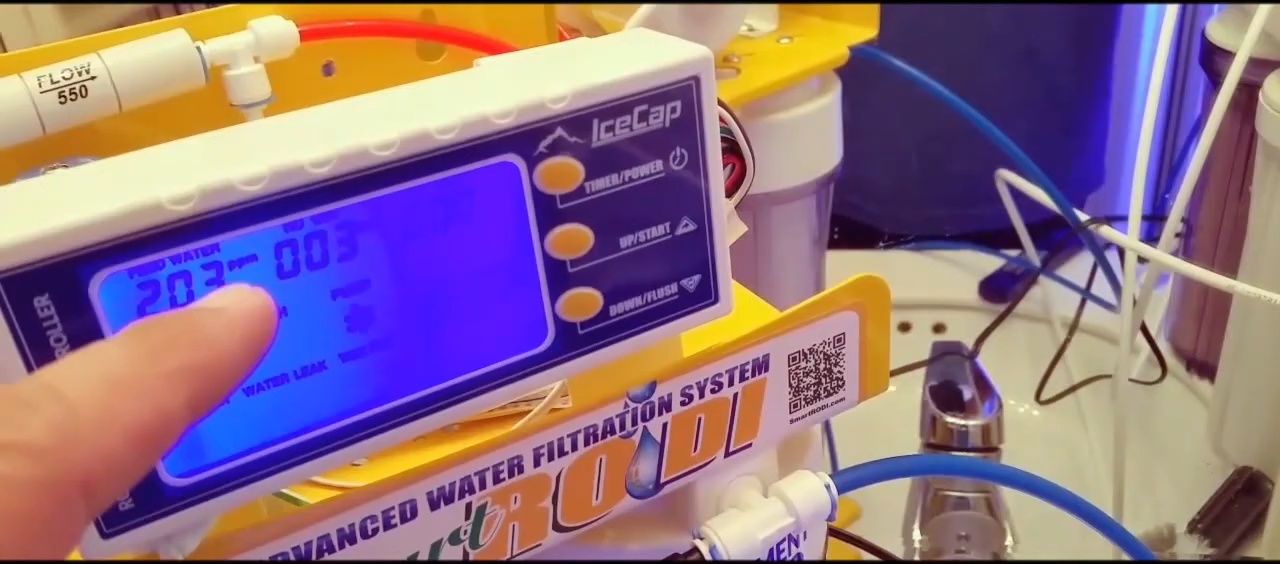 FLOW
550
IceCap
TIMER/POWER
UP/START
DOWN/FLUSH
FEED WATER
203 ppm
003
WATER LEAK
ROLLER
ADVANCED WATER FILTRATION SYSTEM
RODI
SmartRODI.com